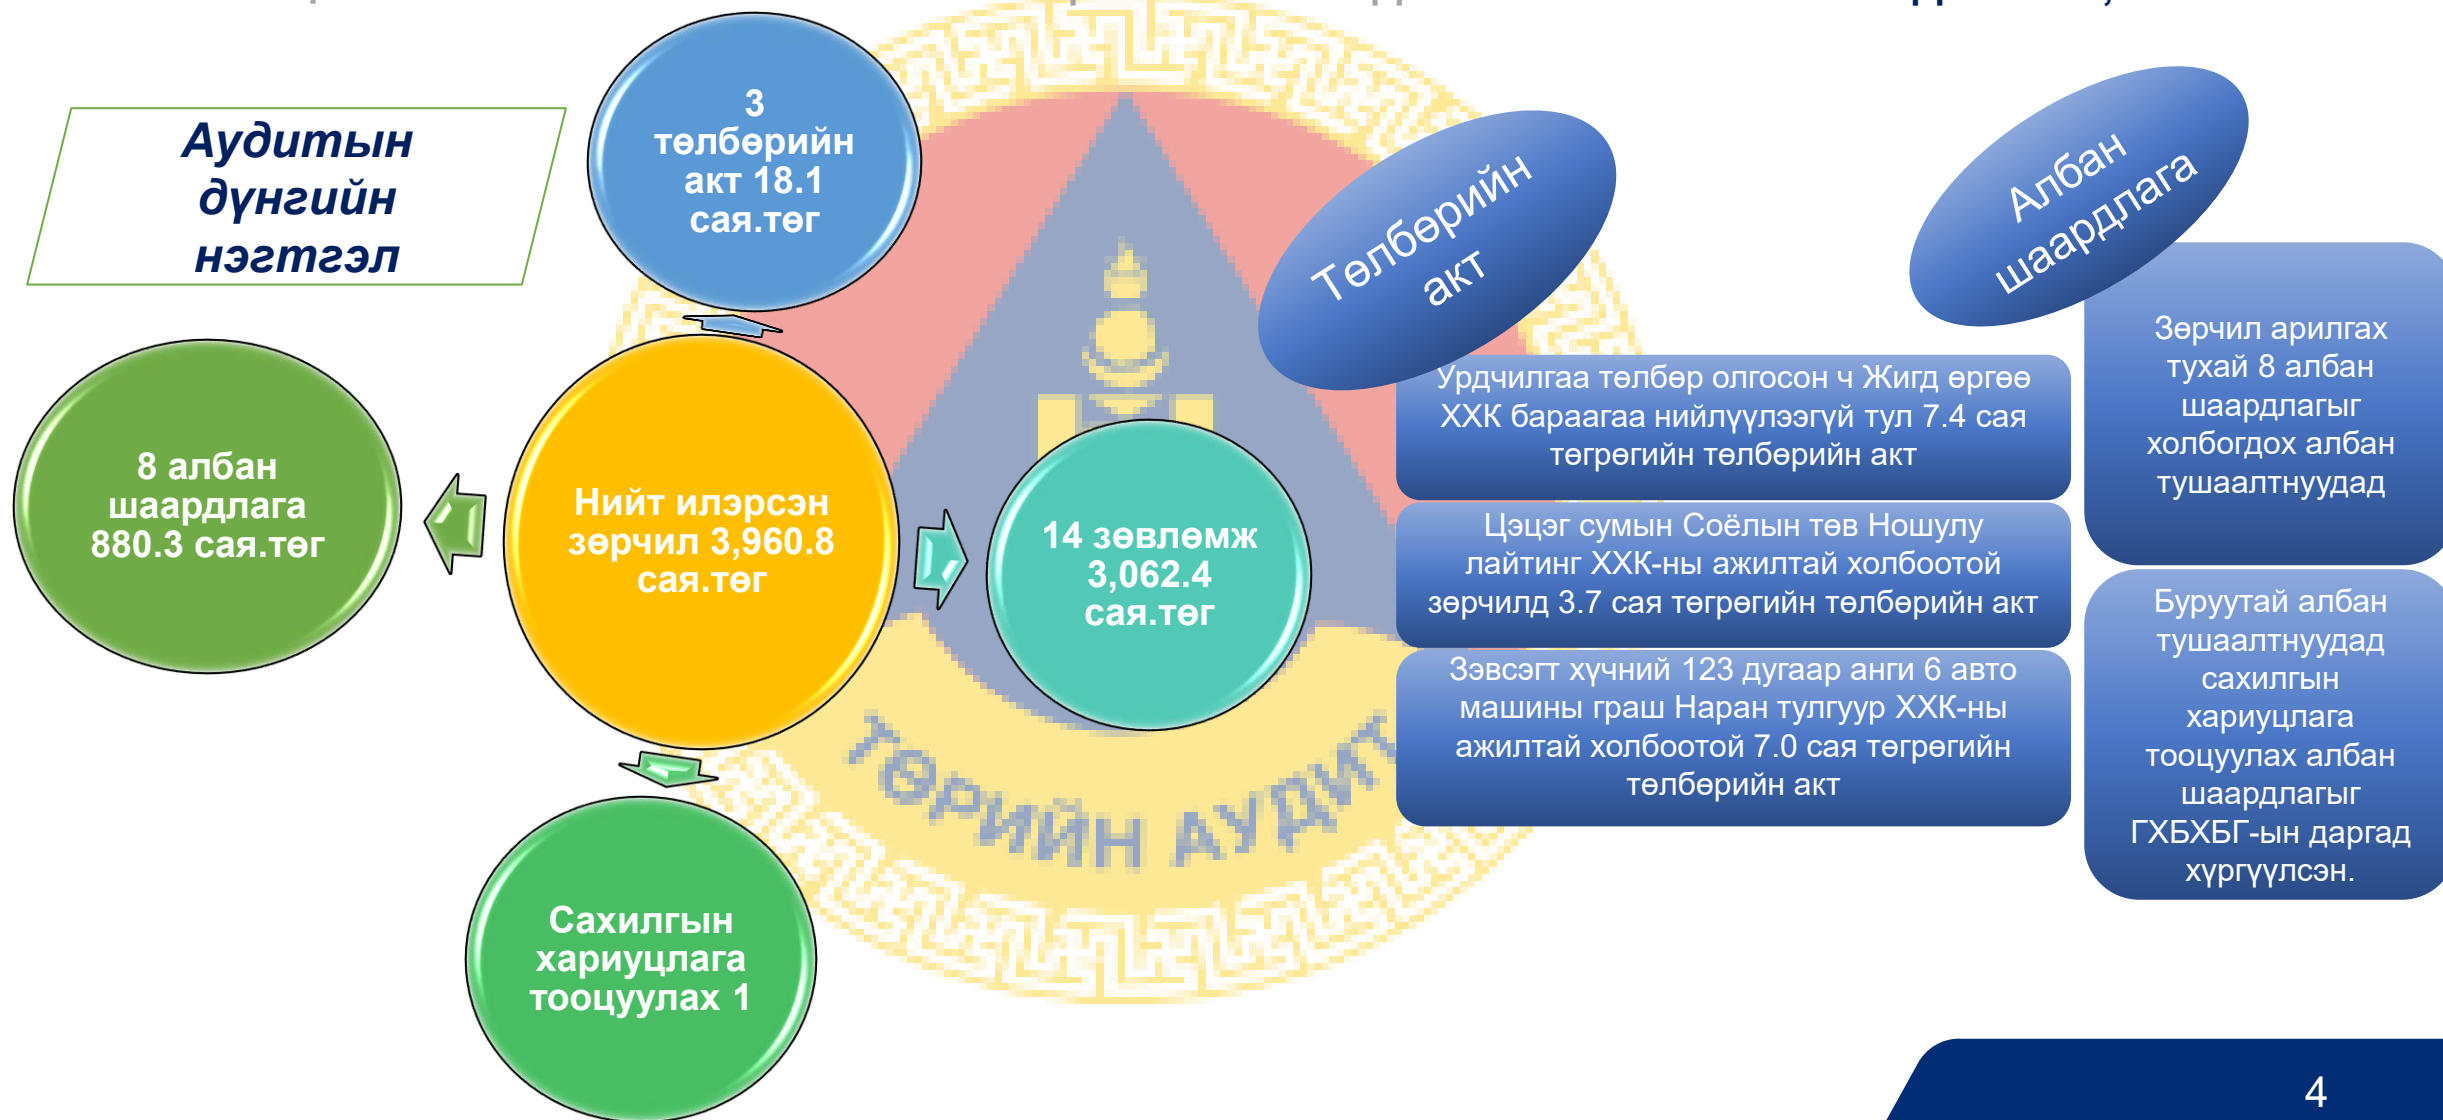 Аудитын
дүнгийн
нэгтгэл
3
төлбөрийн
акт 18.1
сая.төг
8 албан
шаардлага
880.3 сая.төг
Нийт илэрсэн
зөрчил 3,960.8
сая.төг
14 зөвлөмж
3,062.4
сая.төг
Сахилгын
хариуцлага
тооцуулах 1
Төлбөрийн
акт
Урдчилгаа төлбөр олгосон ч Жигд өргөө
ХХК бараагаа нийлүүлээгүй тул 7.4 сая
төгрөгийн төлбөрийн акт
Цэцэг сумын Соёлын төв Ношулу
лайтинг ХХК-ны ажилтай холбоотой
зөрчилд 3.7 сая төгрөгийн төлбөрийн акт
Зэвсэгт хүчний 123 дугаар анги 6 авто
машины граш Наран тулгуур ХХК-ны
ажилтай холбоотой 7.0 сая төгрөгийн
төлбөрийн акт
Албан
шаардлага
Зөрчил арилгах
тухай 8 албан
шаардлагыг
холбогдох албан
тушаалтнуудад
Буруутай албан
тушаалтнуудад
сахилгын
хариуцлага
тооцуулах албан
шаардлагыг
ГХБХБГ-ын даргад
хүргүүлсэн.
ТӨРИЙН АУДИТ
4